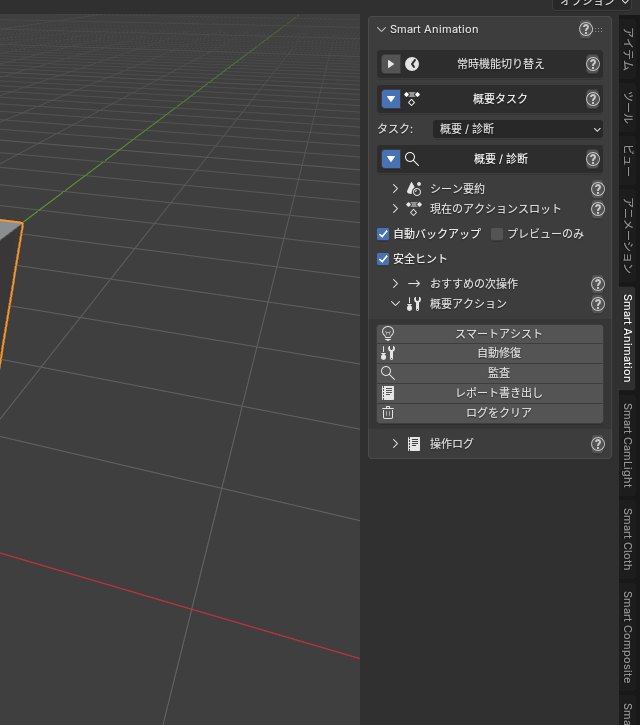 オプション
Smart Animation
常時機能切り替え
概要タスク
タスク: 概要 / 診断
概要 / 診断
シーン要約
現在のアクションスロット
自動バックアップ プレビューのみ
安全ヒント
おすすめの次操作
概要アクション
スマートアシスト
自動修復
監査
レポート書き出し
ログをクリア
操作ログ
アイテム
ツール
ビュー
アニメーション
Smart Animation
Smart CamLight
Smart Cloth
Smart Composite